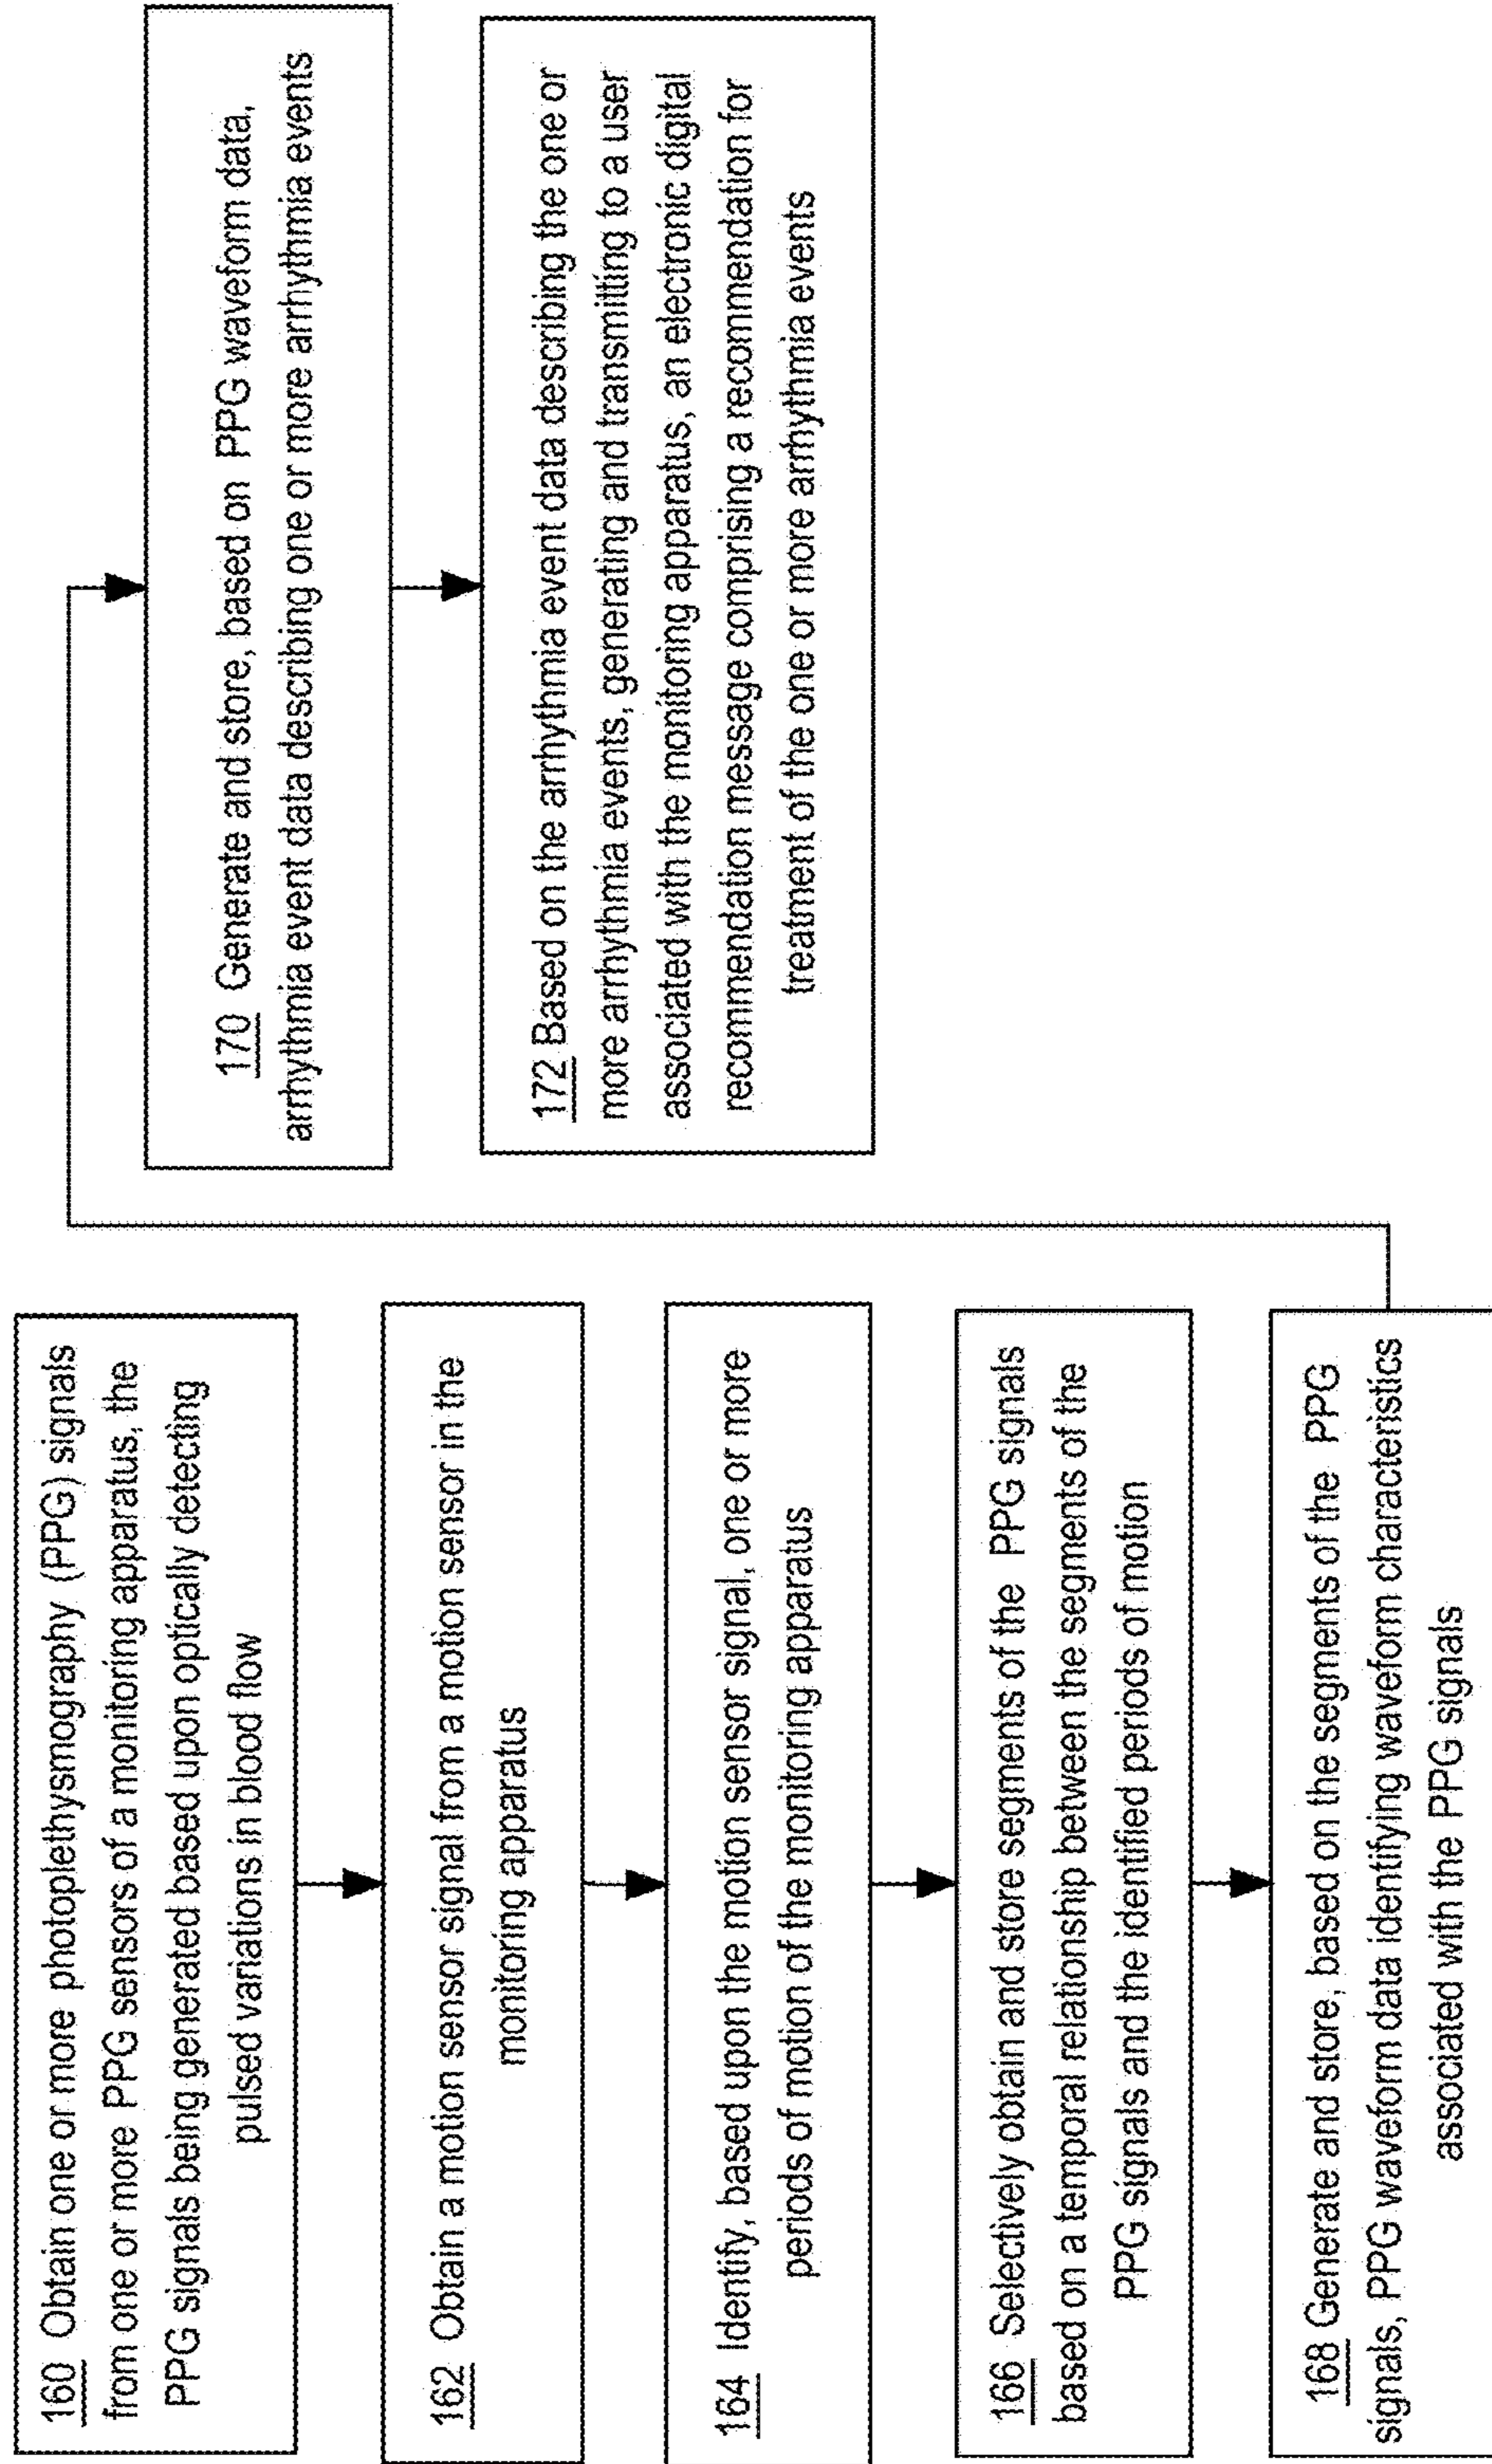 160 Obtain one or more photoplethysmography (PPG) signals
from one or more PPG sensors of a monitoring apparatus, the
PPG signals being generated based upon optically detecting
pulsed variations in blood flow
162 Obtain a motion sensor signal from a motion sensor in the
monitoring apparatus
164 Identify, based upon the motion sensor signal, one or more
periods of motion of the monitoring apparatus
166 Selectively obtain and store segments of the PPG signals
based on a temporal relationship between the segments of the
PPG signals and the identified periods of motion
168 Generate and store, based on the segments of the PPG
signals, PPG waveform data identifying waveform characteristics
associated with the PPG signals
170 Generate and store, based on PPG waveform data,
arrhythmia event data describing one or more arrhythmia events
172 Based on the arrhythmia event data describing the one or
more arrhythmia events, generating and transmitting to a user
associated with the monitoring apparatus, an electronic digital
recommendation message comprising a recommendation for
treatment of the one or more arrhythmia events